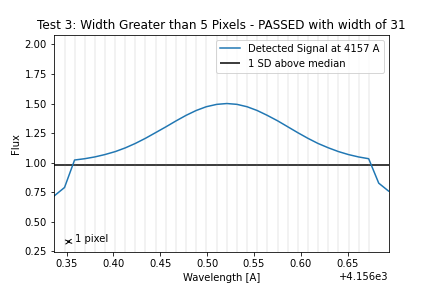 Test 3: Width Greater than 5 Pixels - PASSED with width of 31
Detected Signal at 4157 A
1 SD above median
2.00
1.75
1.50
1.25
1.00
0.75
0.50
0.25
Flux
1 pixel
0.35 0.40 0.45 0.50 0.55 0.60 0.65
Wavelength [A]
+4.156e3